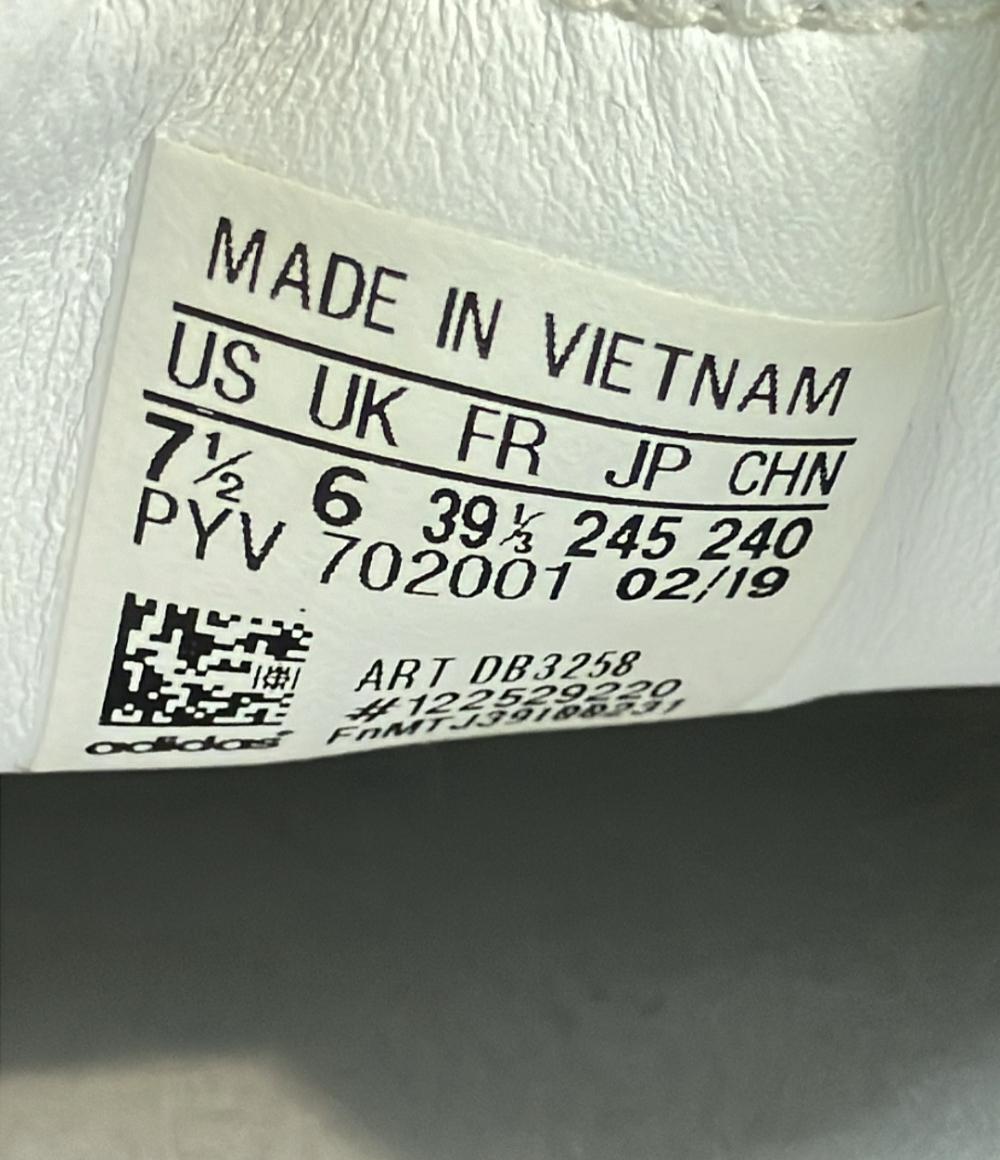 MADE IN VIETNAM
US UK FR JP CHN
7½ 6 39⅓ 245 240
PYV 702001 02/19
ART DB3258
#122529220
adidas